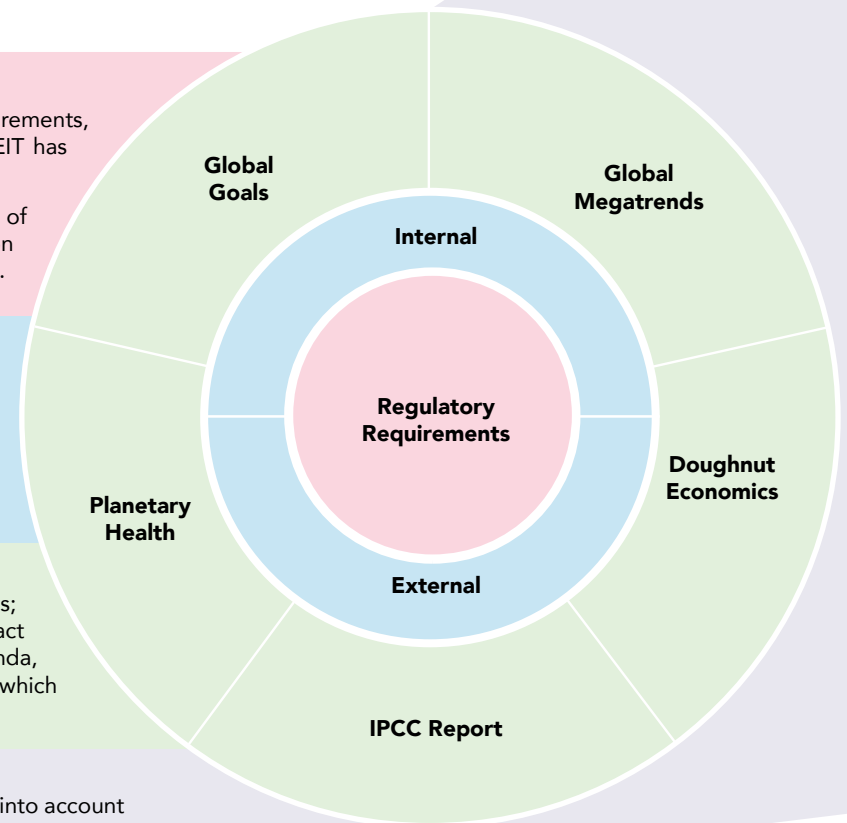 rements,
EIT has
of
n
.
s;
act
nda,
which
into account
Global
Goals
Global
Megatrends
Internal
Regulatory
Requirements
Doughnut
Economics
Planetary
Health
External
IPCC Report